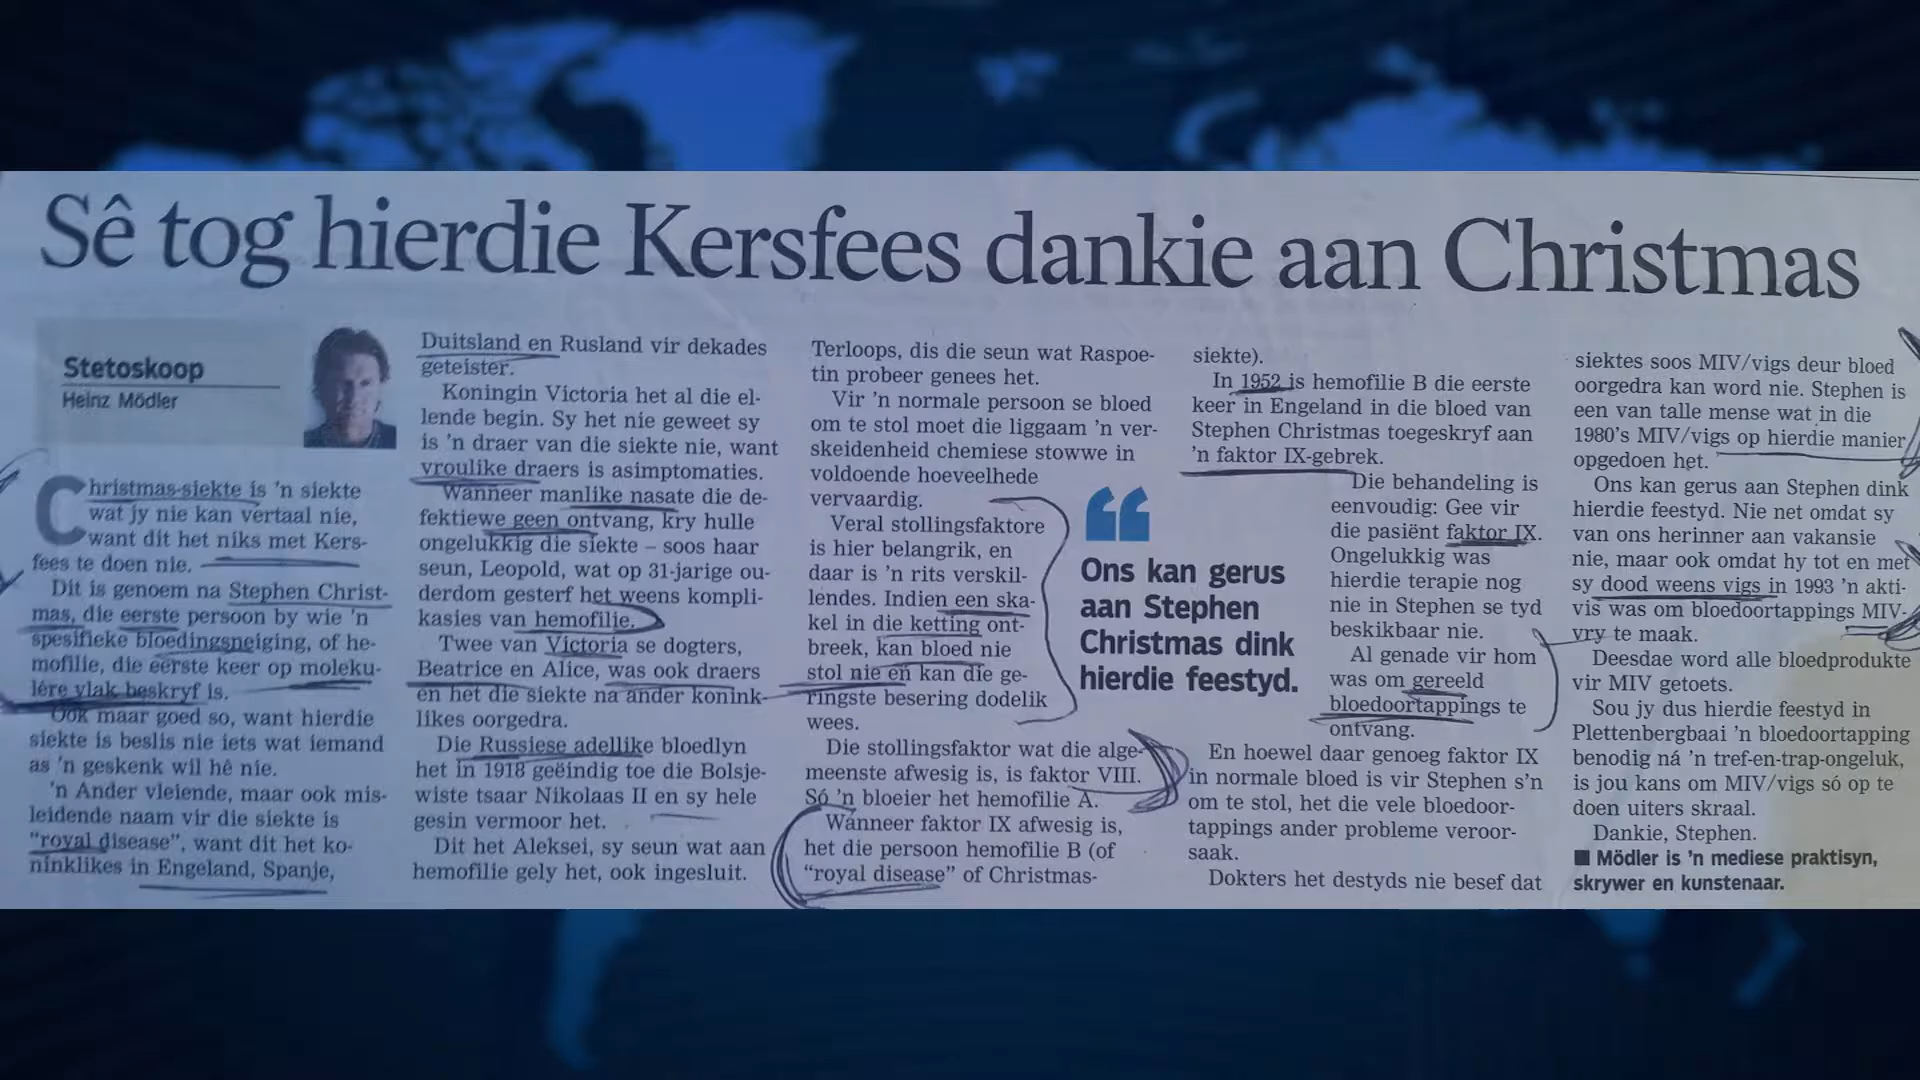 Sê tog hierdie Kersfees dankie aan Christmas
Stetoskoop
Heinz Mödler
Christmas-siekte is 'n siekte
wat jy nie kan vertaal nie,
want dit het niks met Kers-
fees te doen nie.
Dit is genoem na Stephen Christ-
mas, die eerste persoon by wie 'n
spesifieke bloedingsneiging, of he-
mofilie, die eerste keer op moleku-
lêre vlak beskryf is.
Ook maar goed so, want hierdie
siekte is beslis nie iets wat iemand
as 'n geskenk wil hê nie.
'n Ander vleiende, maar ook mis-
leidende naam vir die siekte is
"royal disease", want dit het ko-
ninklikes in Engeland, Spanje,
Duitsland en Rusland vir dekades
geteister.
Koningin Victoria het al die el-
lende begin. Sy het nie geweet sy
is 'n draer van die siekte nie, want
vroulike draers is asimptomaties.
Wanneer manlike nasate die de-
fektiewe geen ontvang, kry hulle
ongelukkig die siekte – soos haar
seun, Leopold, wat op 31-jarige ou-
derdom gesterf het weens kompli-
kasies van hemofilie.
Twee van Victoria se dogters,
Beatrice en Alice, was ook draers
en het die siekte na ander konink-
likes oorgedra.
Die Russiese adellike bloedlyn
het in 1918 geëindig toe die Bolsje-
wiste tsaar Nikolaas II en sy hele
gesin vermoor het.
Dit het Aleksei, sy seun wat aan
hemofilie gely het, ook ingesluit.
Terloops, dis die seun wat Raspoe-
tin probeer genees het.
Vir 'n normale persoon se bloed
om te stol moet die liggaam 'n ver-
skeidenheid chemiese stowwe in
voldoende hoeveelhede
vervaardig.
Veral stollingsfaktore
is hier belangrik, en
daar is 'n rits verskil-
lendes. Indien een ska-
kel in die ketting ont-
breek, kan bloed nie
stol nie en kan die ge-
ringste besering dodelik
wees.
Die stollingsfaktor wat die alge-
meenste afwesig is, is faktor VIII.
Só 'n bloeier het hemofilie A.
Wanneer faktor IX afwesig is,
het die persoon hemofilie B (of
"royal disease" of Christmas-
siekte).
In 1952 is hemofilie B die eerste
keer in Engeland in die bloed van
Stephen Christmas toegeskryf aan
'n faktor IX-gebrek.
“
Ons kan gerus
aan Stephen
Christmas dink
hierdie feestyd.
Die behandeling is
eenvoudig: Gee vir
die pasiënt faktor IX.
Ongelukkig was
hierdie terapie nog
nie in Stephen se tyd
beskikbaar nie.
Al genade vir hom
was om gereeld
bloedoortappings te
ontvang.
En hoewel daar genoeg faktor IX
in normale bloed is vir Stephen s'n
om te stol, het die vele bloedoor-
tappings ander probleme veroor-
saak.
Dokters het destyds nie besef dat
siektes soos MIV/vigs deur bloed
oorgedra kan word nie. Stephen is
een van talle mense wat in die
1980's MIV/vigs op hierdie manier
opgedoen het.
Ons kan gerus aan Stephen dink
hierdie feestyd. Nie net omdat sy
van ons herinner aan vakansie
nie, maar ook omdat hy tot en met
sy dood weens vigs in 1993 'n akti-
vis was om bloedoortappings MIV-
vry te maak.
Deesdae word alle bloedprodukte
vir MIV getoets.
Sou jy dus hierdie feestyd in
Plettenbergbaai 'n bloedoortapping
benodig ná 'n tref-en-trap-ongeluk,
is jou kans om MIV/vigs só op te
doen uiters skraal.
Dankie, Stephen.
■ Mödler is 'n mediese praktisyn,
skrywer en kunstenaar.